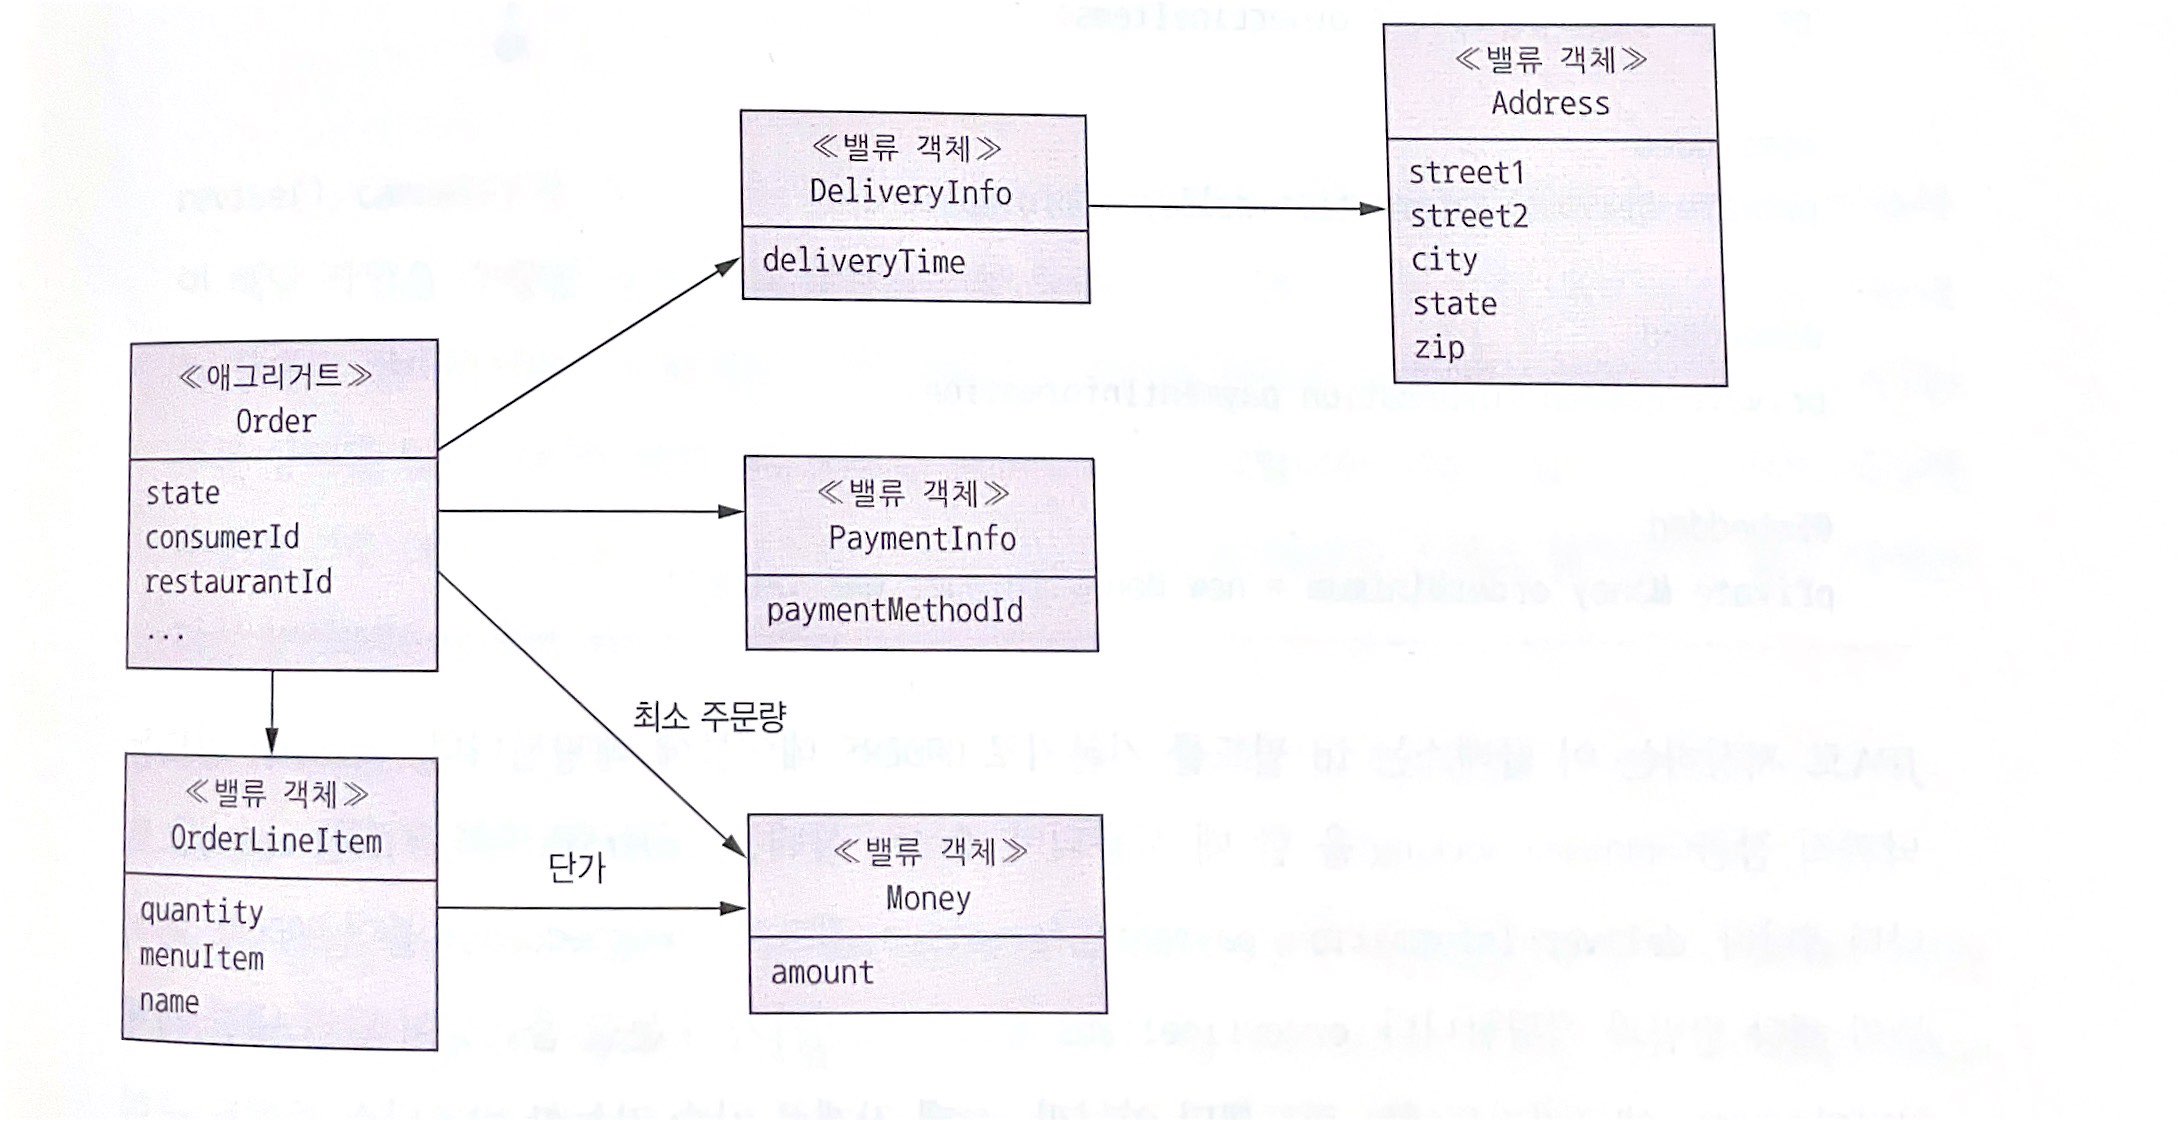 ≪밸류 객체≫
Address
street1
street2
city
state
zip
≪밸류 객체≫
DeliveryInfo
deliveryTime
≪애그리거트≫
Order
state
consumerId
restaurantId
...
≪밸류 객체≫
PaymentInfo
paymentMethodId
최소 주문량
≪밸류 객체≫
OrderLineItem
quantity
menuItem
name
단가
≪밸류 객체≫
Money
amount